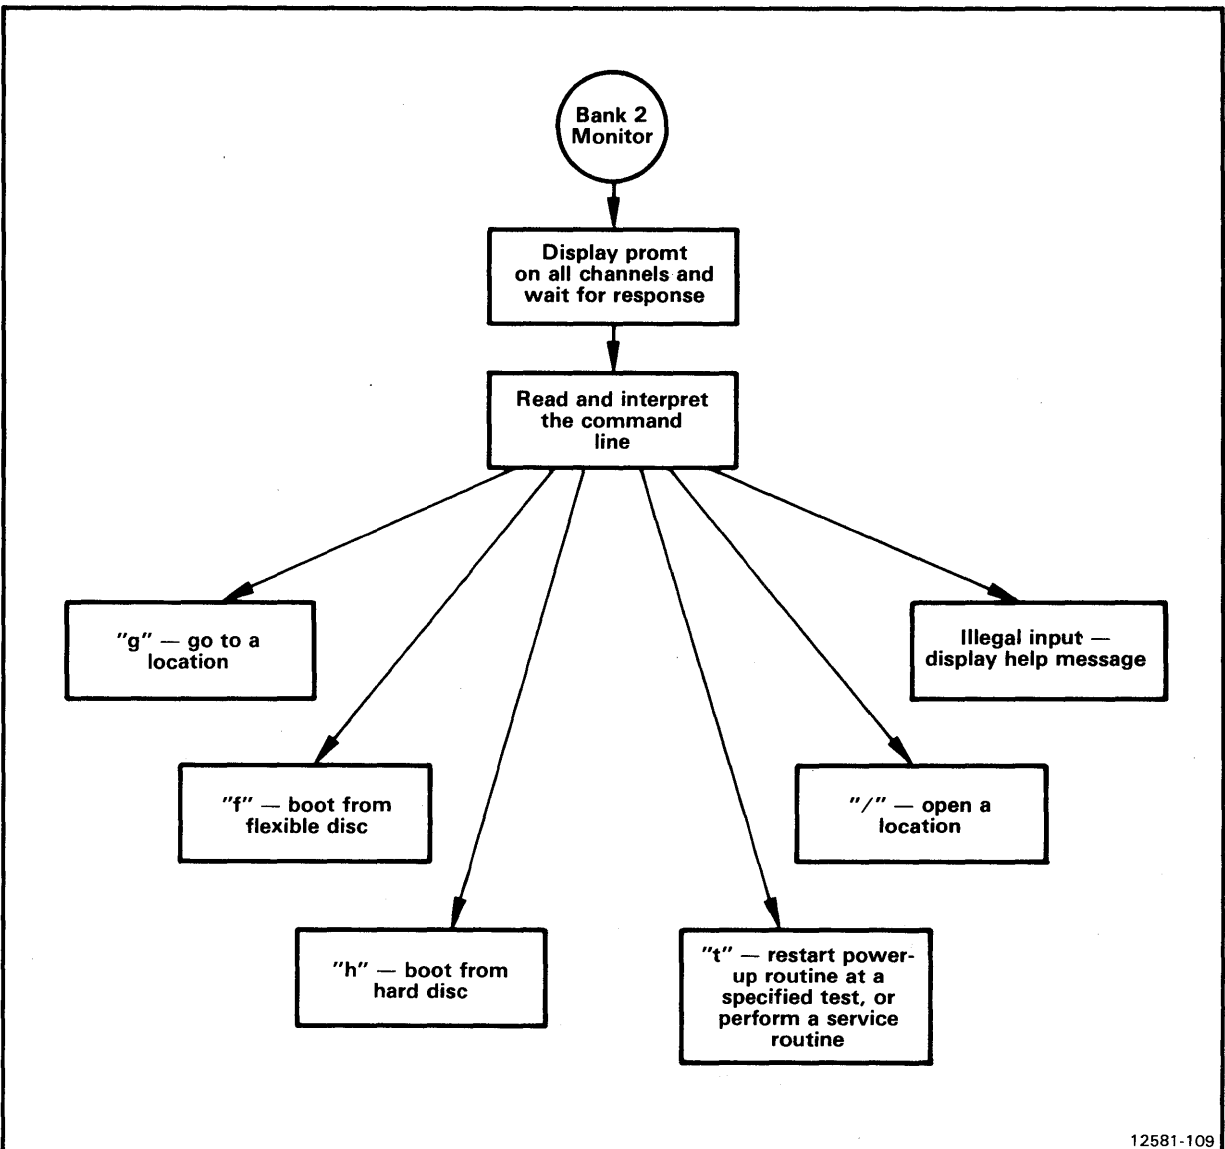 Bank 2
Monitor
Display promt
on all channels and
wait for response
Read and interpret
the command
line
"g" — go to a
location
Illegal input —
display help message
"f" — boot from
flexible disc
"/" — open a
location
"h" — boot from
hard disc
"t" — restart power-
up routine at a
specified test, or
perform a service
routine
12581-109